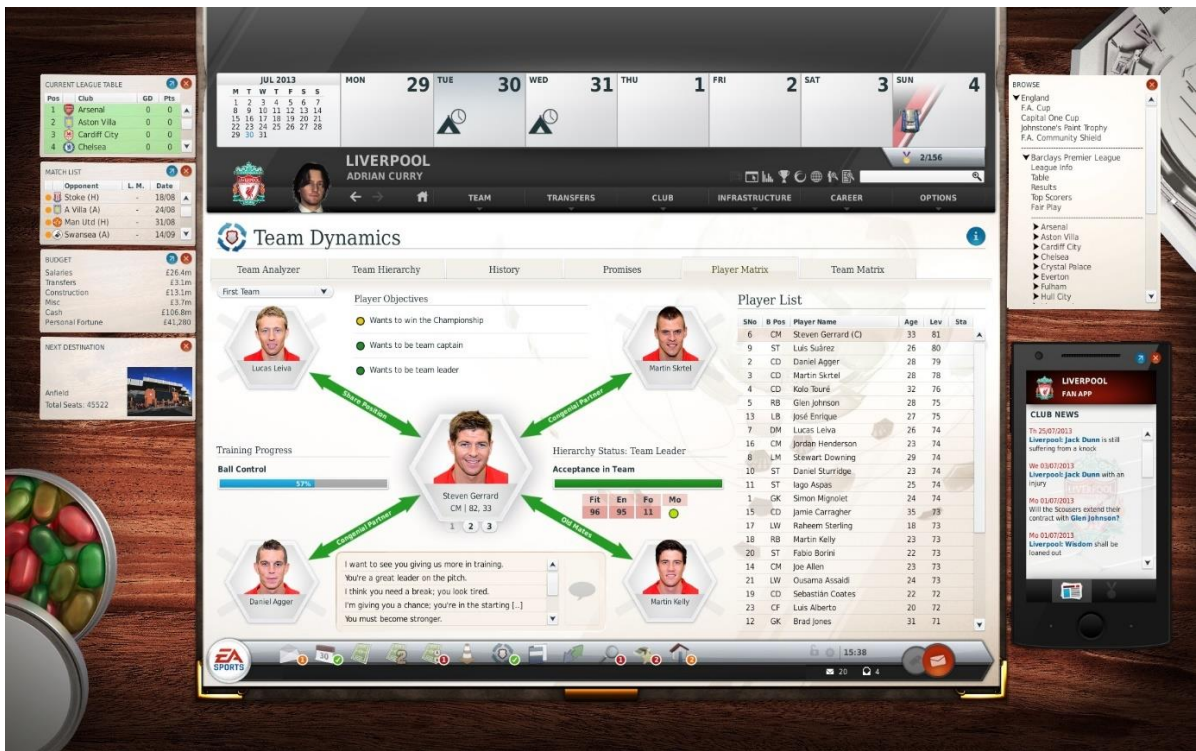 CURRENT LEAGUE TABLE
Pos Club GD Pts
1 Arsenal 0 0
2 Aston Villa 0 0
3 Cardiff City 0 0
4 Chelsea 0 0
MATCH LIST
Opponent L. M. Date
Stoke (H) - 18/08
A Villa (A) - 24/08
Man Utd (H) - 31/08
Swansea (A) - 14/09
BUDGET
Salaries £26.4m
Transfers £3.1m
Construction £13.1m
Misc £3.7m
Cash £106.8m
Personal Fortune £41,280
NEXT DESTINATION
Anfield
Total Seats: 45522
JUL 2013
M T W T F S S
1 2 3 4 5 6 7
8 9 10 11 12 13 14
15 16 17 18 19 20 21
22 23 24 25 26 27 28
29 30 31
MON 29 TUE 30 WED 31 THU 1 FRI 2 SAT 3 SUN 4
LIVERPOOL
ADRIAN CURRY
2/156
TEAM TRANSFERS CLUB INFRASTRUCTURE CAREER OPTIONS
Team Dynamics
Team Analyzer Team Hierarchy History Promises Player Matrix Team Matrix
First Team
Player Objectives
Wants to win the Championship
Wants to be team captain
Wants to be team leader
Lucas Leiva
Martin Skrtel
Share Position
Congenial Partner
Training Progress
Ball Control
57%
Hierarchy Status: Team Leader
Acceptance in Team
Fit En Fo Mo
96 95 11
Steven Gerrard
CM | 82, 33
1 2 3
Congenial Partner
Old Mates
Daniel Agger
Martin Kelly
I want to see you giving us more in training.
You're a great leader on the pitch.
I think you need a break; you look tired.
I'm giving you a chance; you're in the starting [..]
You must become stronger.
Player List
SNo B Pos Player Name Age Lev Sta
6 CM Steven Gerrard (C) 33 81
9 ST Luis Suárez 26 80
2 CD Daniel Agger 28 79
3 CD Martin Skrtel 28 78
4 CD Kolo Touré 32 76
5 RB Glen Johnson 28 75
13 LB José Enrique 27 75
7 DM Lucas Leiva 26 74
16 CM Jordan Henderson 23 74
8 LM Stewart Downing 29 74
10 ST Daniel Sturridge 23 74
11 ST Iago Aspas 25 74
1 GK Simon Mignolet 24 74
15 CD Jamie Carragher 35 73
17 LW Raheem Sterling 18 73
18 RB Martin Kelly 23 73
20 ST Fabio Borini 22 73
14 CM Joe Allen 23 73
21 LW Oussama Assaidi 24 73
19 CD Sebastián Coates 22 72
23 CF Luis Alberto 20 72
12 GK Brad Jones 31 71
EA SPORTS
30
15:38
20 4
BROWSE
England
F.A. Cup
Capital One Cup
Johnstone's Paint Trophy
F.A. Community Shield
Barclays Premier League
League Info
Table
Results
Top Scorers
Fair Play
Arsenal
Aston Villa
Cardiff City
Chelsea
Crystal Palace
Everton
Fulham
Hull City
LIVERPOOL
FAN APP
CLUB NEWS
Th 25/07/2013
Liverpool: Jack Dunn is still
suffering from a knock
We 03/07/2013
Liverpool: Jack Dunn with an
injury
Mo 01/07/2013
Will the Scousers extend their
contract with Glen Johnson?
Mo 01/07/2013
Liverpool: Wisdom shall be
loaned out